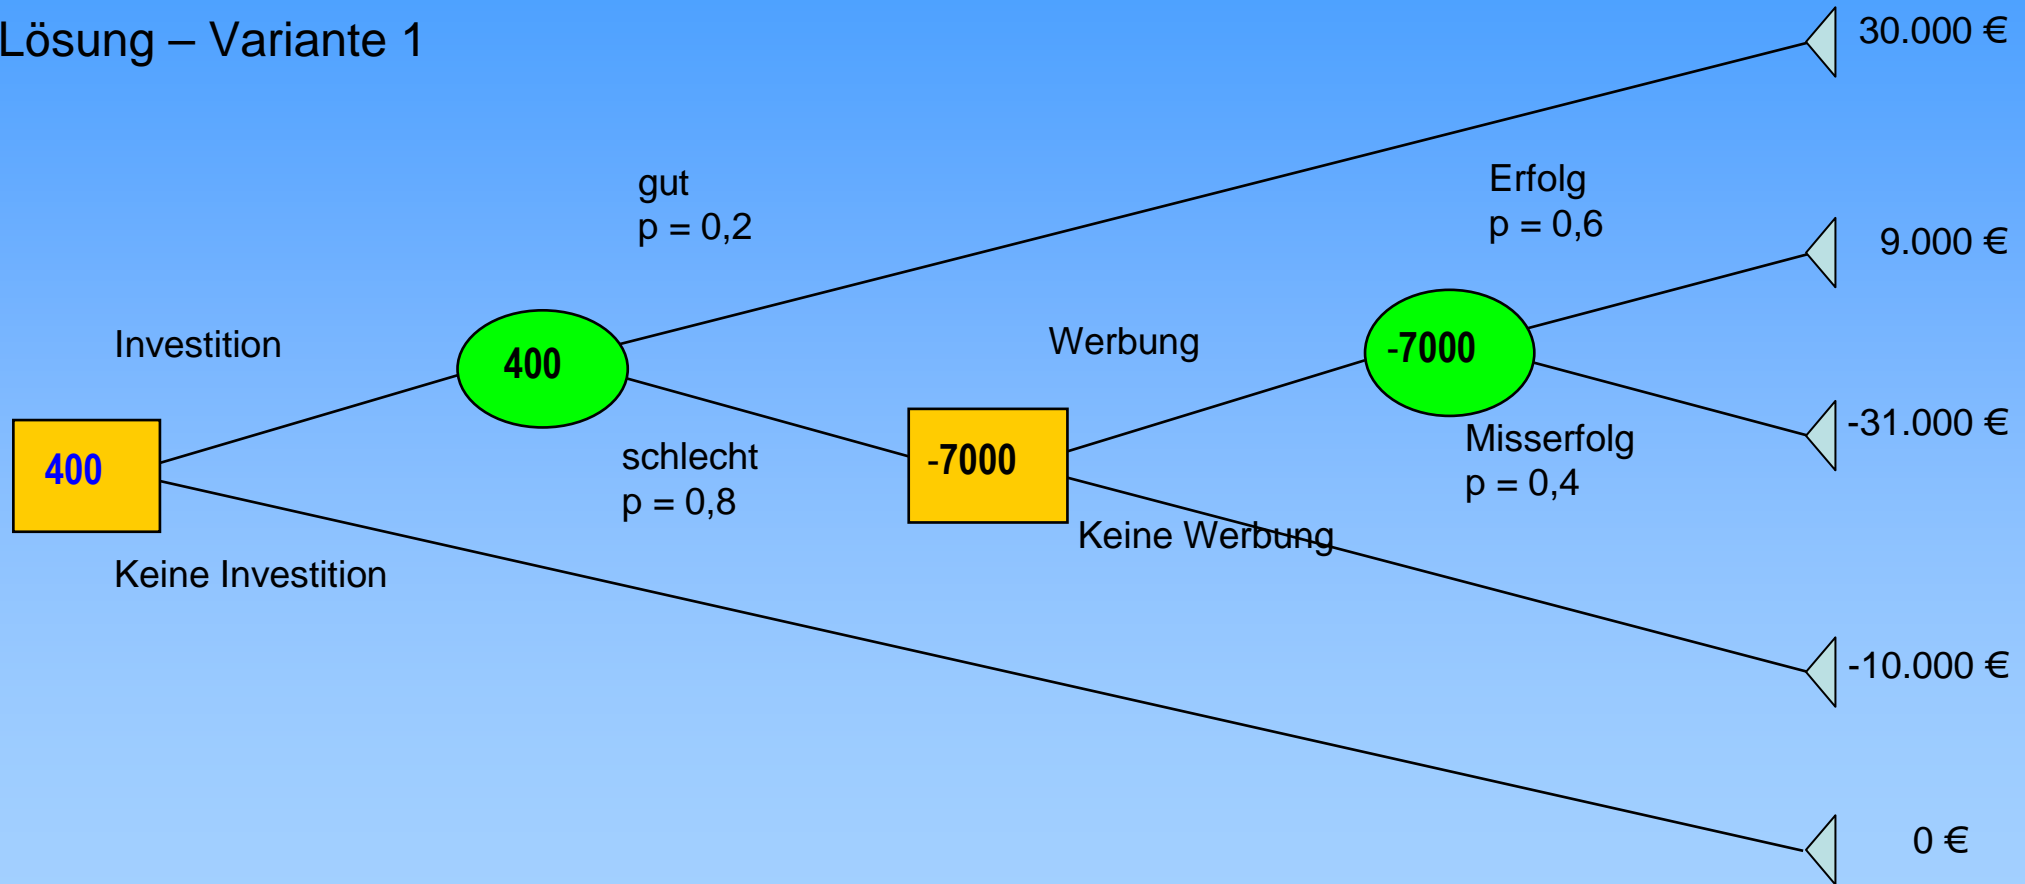 Lösung – Variante 1
30.000 €
gut
p = 0,2
Erfolg
p = 0,6
9.000 €
Investition
400
Werbung
-7000
-31.000 €
400
schlecht
p = 0,8
-7000
Misserfolg
p = 0,4
Keine Werbung
Keine Investition
-10.000 €
0 €